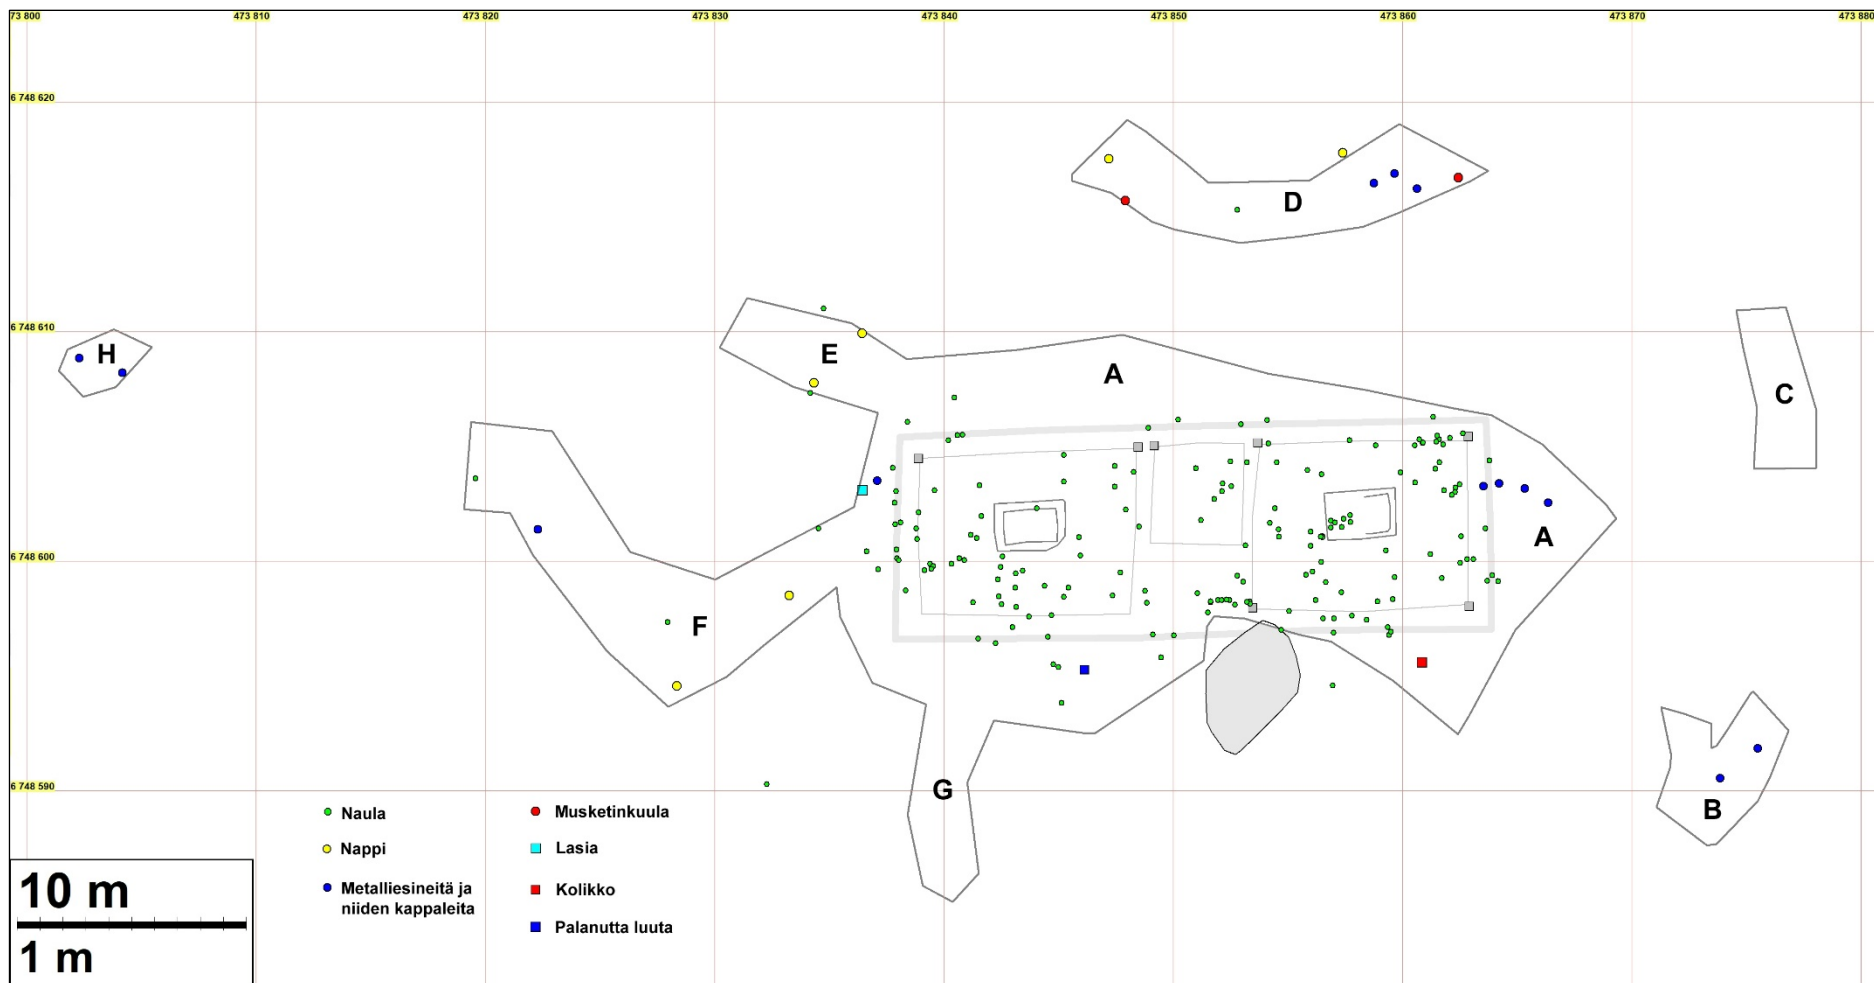 73 800
473 810
473 820
473 830
473 840
473 850
473 860
473 870
473 880
6 748 620
D
6 748 610
H
E
A
C
6 748 600
A
F
6 748 590
G
B
Naula
Nappi
Metalliesineitä ja
niiden kappaleita
Musketinkuula
Lasia
Kolikko
Palanutta luuta
10 m
1 m